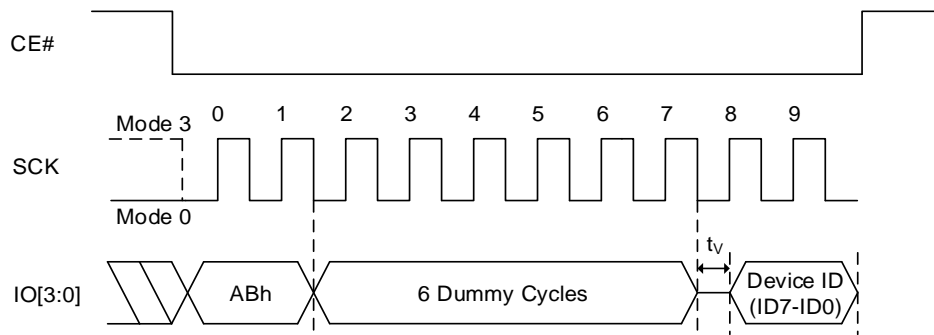 CE#
0 1 2 3 4 5 6 7 8 9
Mode 3
SCK
Mode 0
tV
IO[3:0]
ABh
6 Dummy Cycles
Device ID
(ID7-ID0)